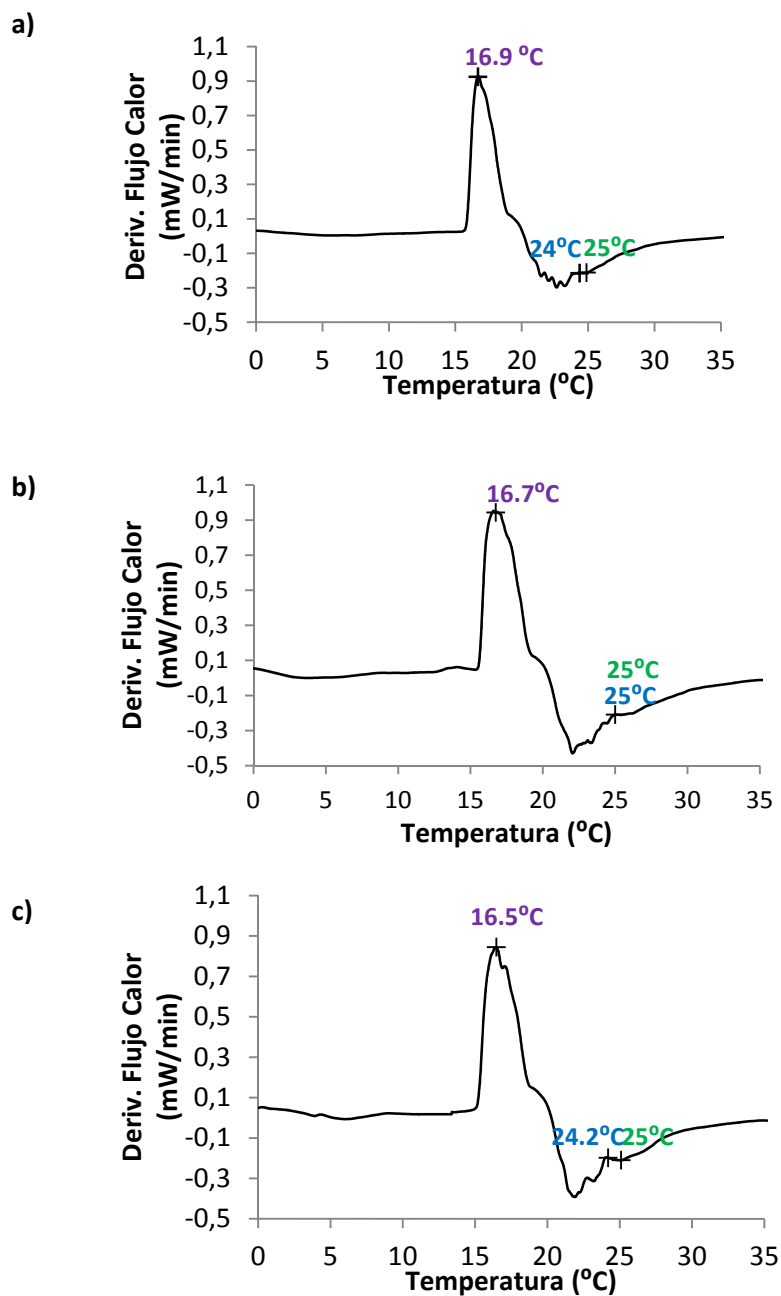 a)
Deriv. Flujo Calor
(mW/min)
1,1
0,9
0,7
0,5
0,3
0,1
-0,1
-0,3
-0,5
16.9 ºC
24ºC
25ºC
0 5 10 15 20 25 30 35
Temperatura (ºC)
b)
Deriv. Flujo Calor
(mW/min)
1,1
0,9
0,7
0,5
0,3
0,1
-0,1
-0,3
-0,5
16.7ºC
25ºC
25ºC
0 5 10 15 20 25 30 35
Temperatura (ºC)
c)
Deriv. Flujo Calor
(mW/min)
1,1
0,9
0,7
0,5
0,3
0,1
-0,1
-0,3
-0,5
16.5ºC
24.2ºC
25ºC
0 5 10 15 20 25 30 35
Temperatura (ºC)